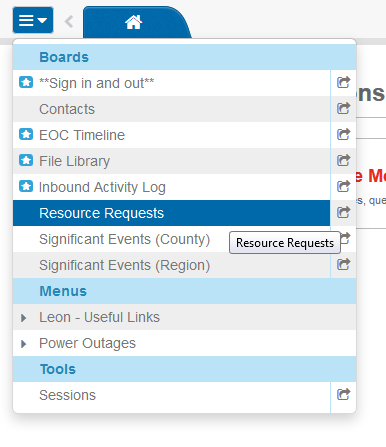 Boards
**Sign in and out**
Contacts
ons
EOC Timeline
File Library
Inbound Activity Log
e Mo
s, que
Resource Requests
Significant Events (County)
Resource Requests
Significant Events (Region)
Menus
Leon - Useful Links
Power Outages
Tools
Sessions